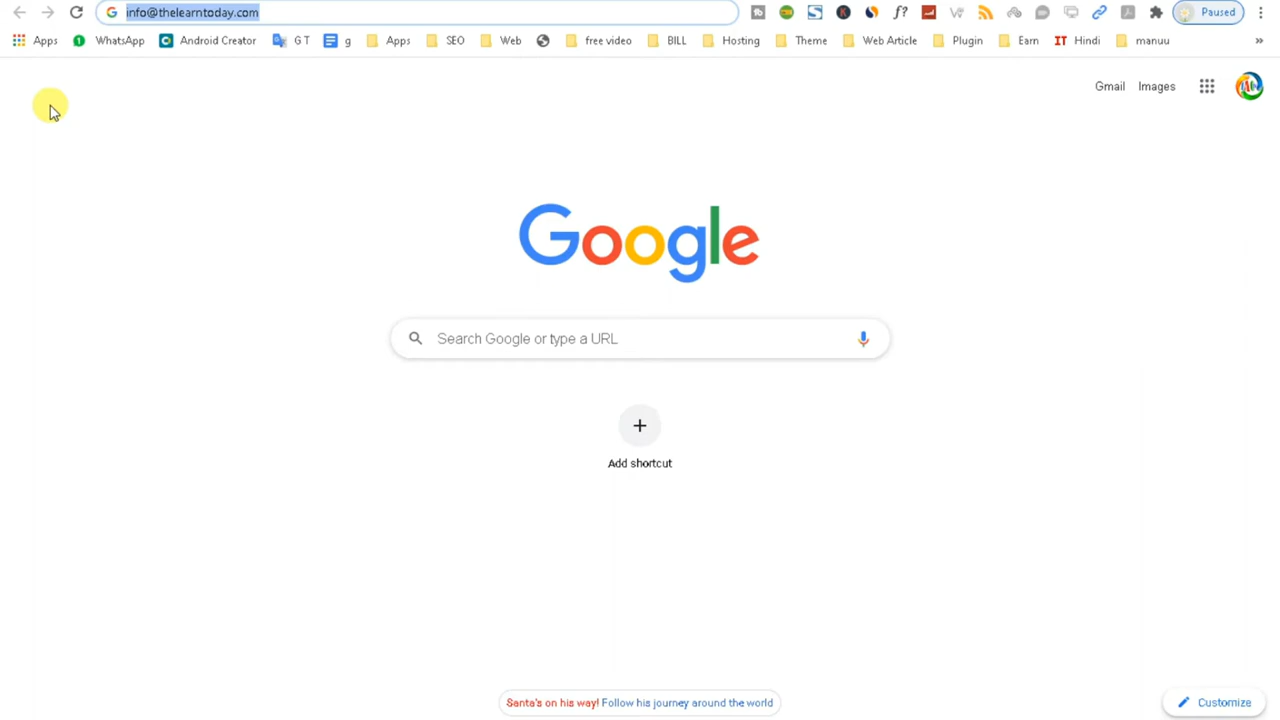 info@thelearntoday.com
Paused
Apps WhatsApp Android Creator G T g Apps SEO Web free video BILL Hosting Theme Web Article Plugin Earn IT Hindi manuu »
Gmail Images
Google
Search Google or type a URL
Add shortcut
Santa's on his way! Follow his journey around the world
Customize